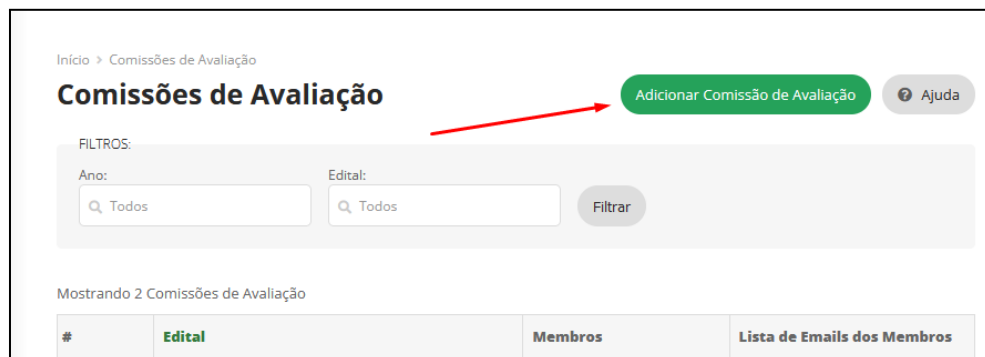 Início > Comissões de Avaliação
Comissões de Avaliação
Adicionar Comissão de Avaliação
Ajuda
FILTROS:
Ano:
Edital:
Todos
Todos
Filtrar
Mostrando 2 Comissões de Avaliação
# Edital Membros Lista de Emails dos Membros